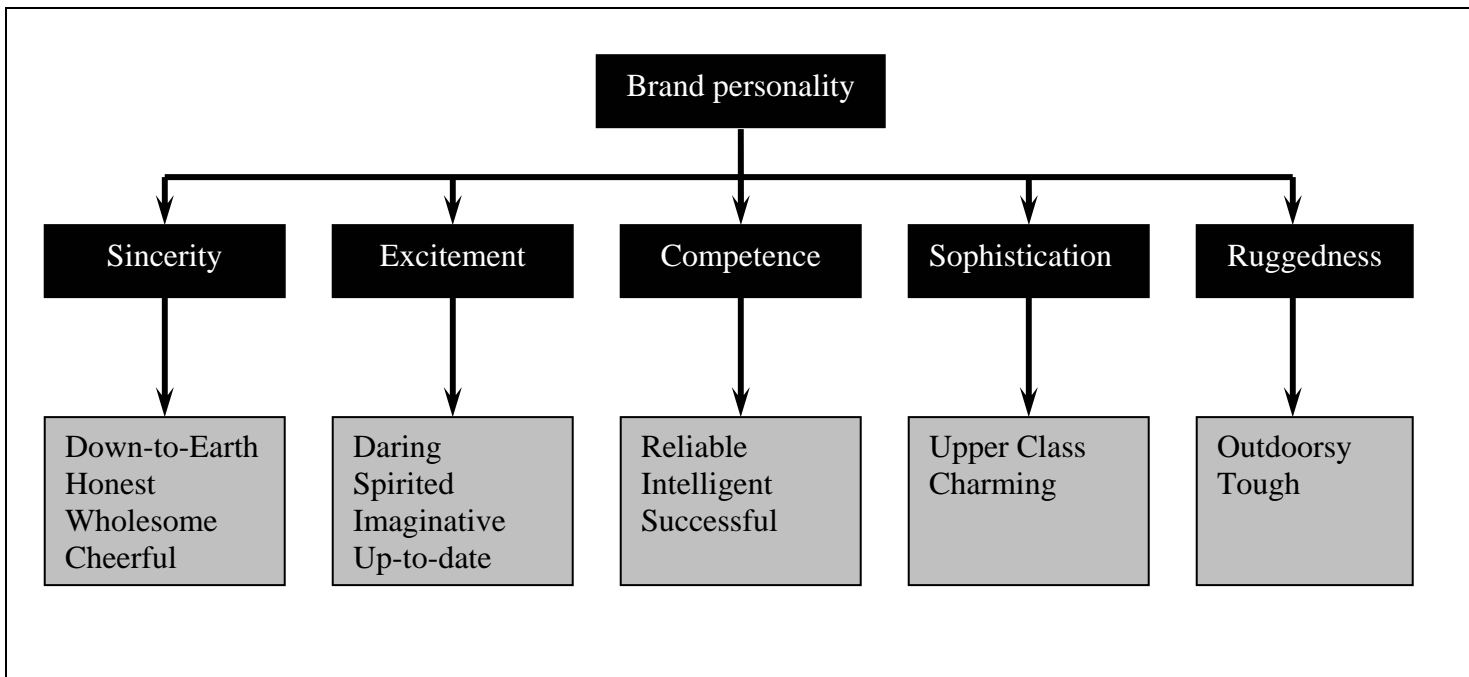 Brand personality
Sincerity
Excitement
Competence
Sophistication
Ruggedness
Down-to-Earth
Honest
Wholesome
Cheerful
Daring
Spirited
Imaginative
Up-to-date
Reliable
Intelligent
Successful
Upper Class
Charming
Outdoorsy
Tough